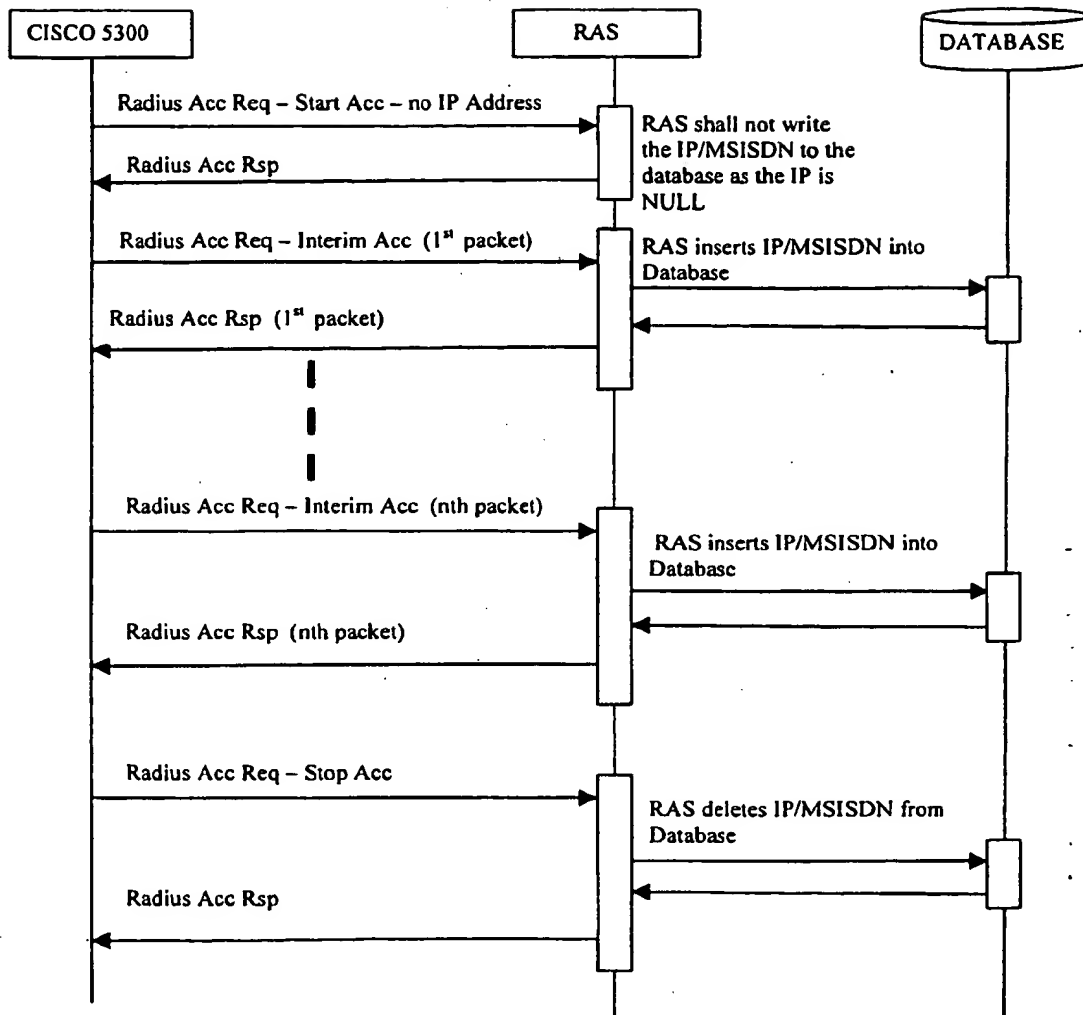 CISCO 5300
RAS
DATABASE
Radius Acc Req – Start Acc – no IP Address
RAS shall not write
the IP/MSISDN to the
database as the IP is
NULL
Radius Acc Rsp
Radius Acc Req – Interim Acc (1st packet)
RAS inserts IP/MSISDN into
Database
Radius Acc Rsp (1st packet)
Radius Acc Req – Interim Acc (nth packet)
RAS inserts IP/MSISDN into
Database
Radius Acc Rsp (nth packet)
Radius Acc Req – Stop Acc
RAS deletes IP/MSISDN from
Database
Radius Acc Rsp